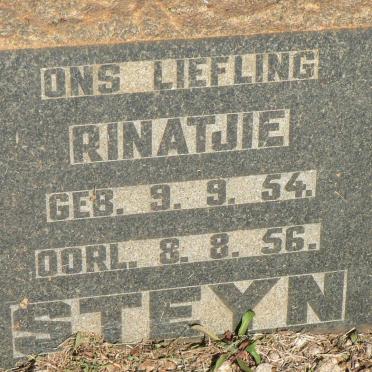 ONS LIEFLING
RINATJIE
GEB. 9. 9. 54.
OORL. 8. 8. 56.
STEYN